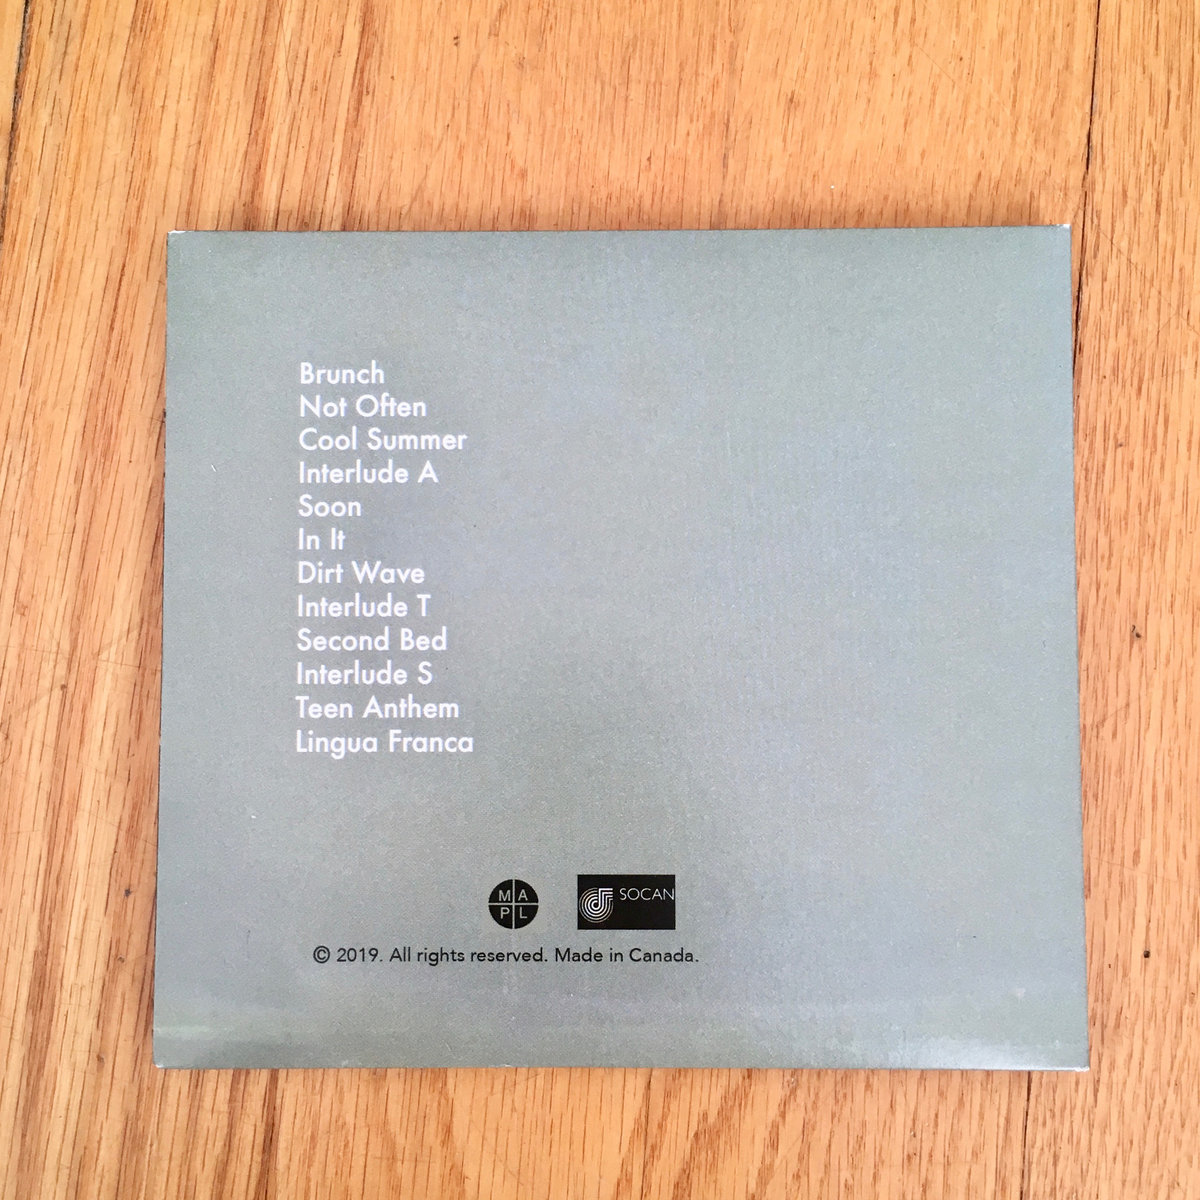 Brunch
Not Often
Cool Summer
Interlude A
Soon
In It
Dirt Wave
Interlude T
Second Bed
Interlude S
Teen Anthem
Lingua Franca
M A
P L
SOCAN
© 2019. All rights reserved. Made in Canada.